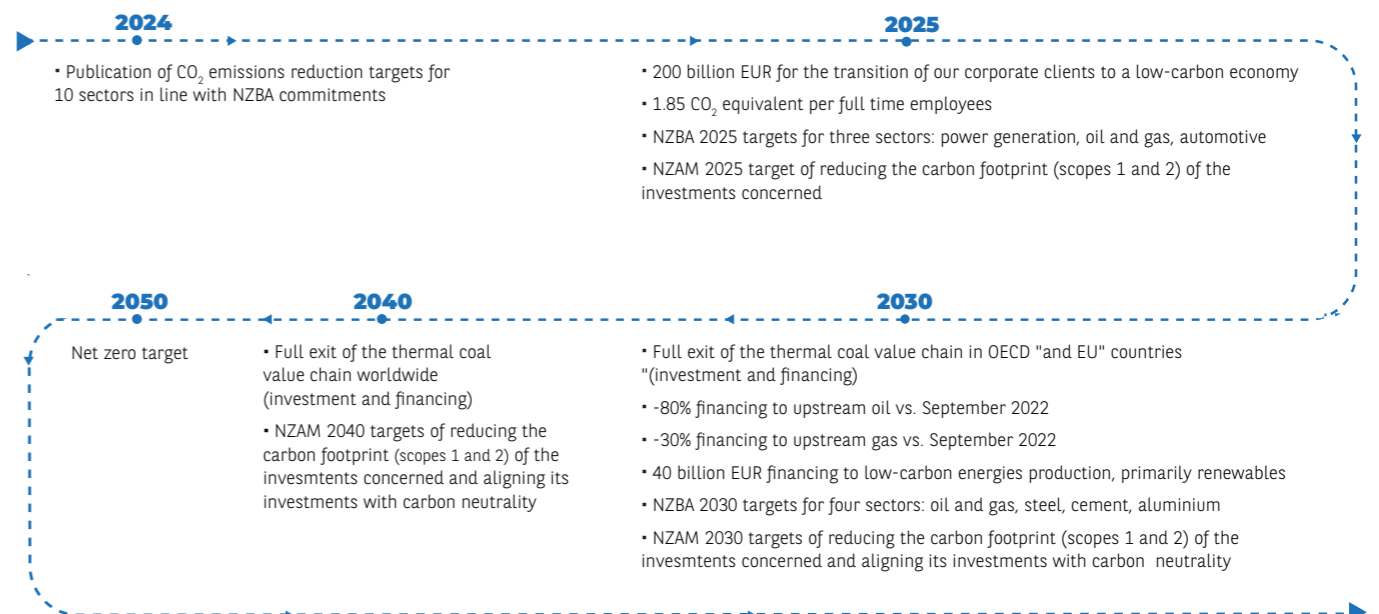 2024
• Publication of CO₂ emissions reduction targets for
10 sectors in line with NZBA commitments
2025
• 200 billion EUR for the transition of our corporate clients to a low-carbon economy
• 1.85 CO₂ equivalent per full time employees
• NZBA 2025 targets for three sectors: power generation, oil and gas, automotive
• NZAM 2025 target of reducing the carbon footprint (scopes 1 and 2) of the
investments concerned
2030
• Full exit of the thermal coal value chain in OECD "and EU" countries
"(investment and financing)
• -80% financing to upstream oil vs. September 2022
• -30% financing to upstream gas vs. September 2022
• 40 billion EUR financing to low-carbon energies production, primarily renewables
• NZBA 2030 targets for four sectors: oil and gas, steel, cement, aluminium
• NZAM 2030 targets of reducing the carbon footprint (scopes 1 and 2) of the
invesmtents concerned and aligning its investments with carbon neutrality
2040
• Full exit of the thermal coal
value chain worldwide
(investment and financing)
• NZAM 2040 targets of reducing the
carbon footprint (scopes 1 and 2) of the
invesmtents concerned and aligning its
investments with carbon neutrality
2050
Net zero target